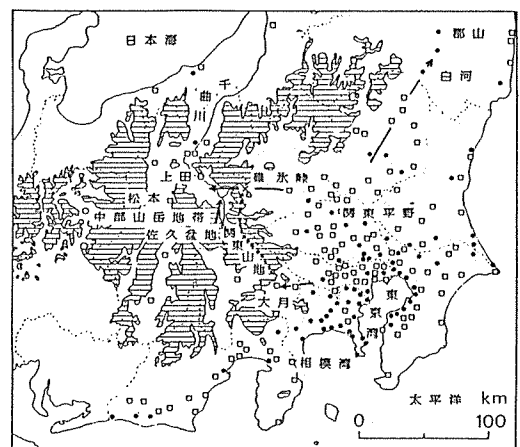 日本海
郡山
白河
千曲川
上田
碓氷峠
松本
中部山岳地帯
関東平野
佐久盆地
関東山地
大月
東京湾
相模湾
太平洋
km
0 100